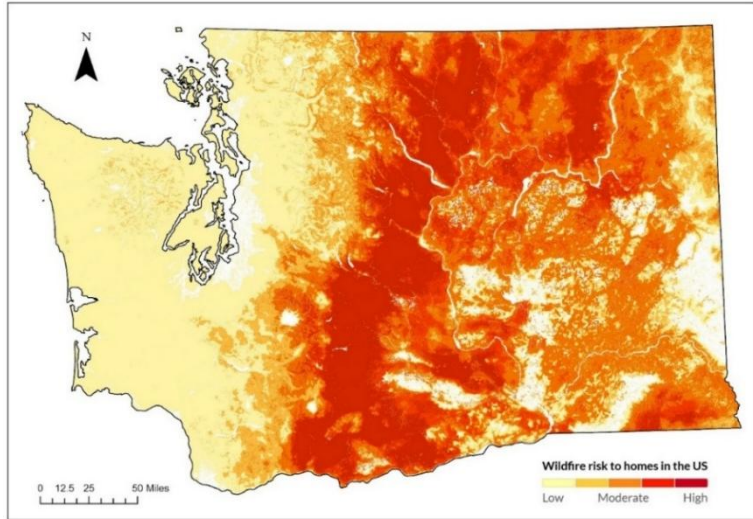 N
Wildfire risk to homes in the US
Low Moderate High
0 12.5 25 50 Miles